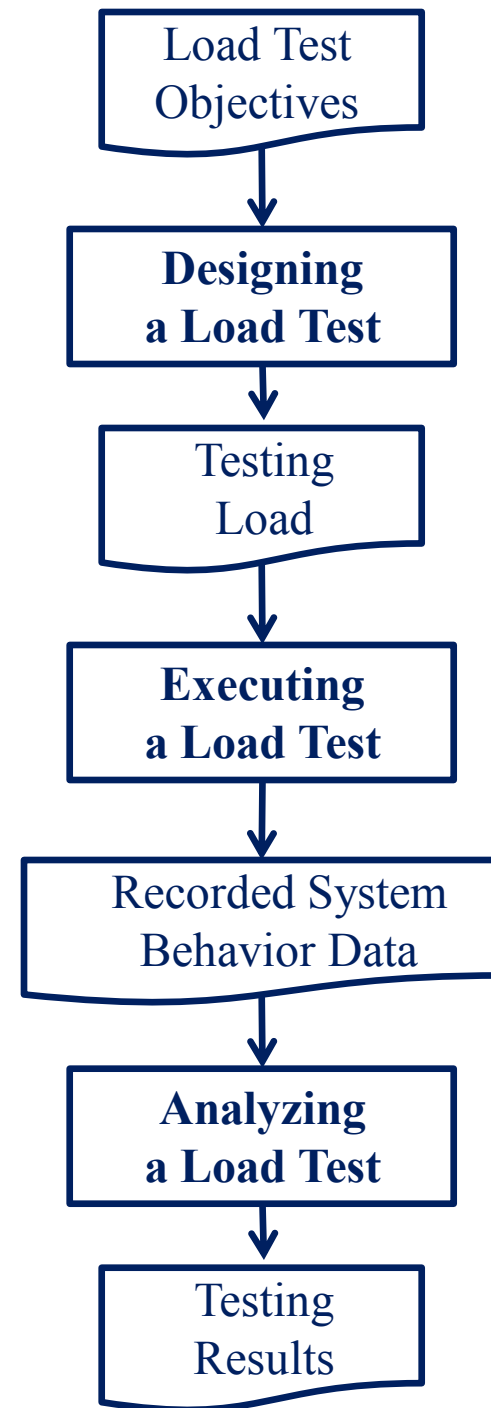 Load Test
Objectives
Designing
a Load Test
Testing
Load
Executing
a Load Test
Recorded System
Behavior Data
Analyzing
a Load Test
Testing
Results